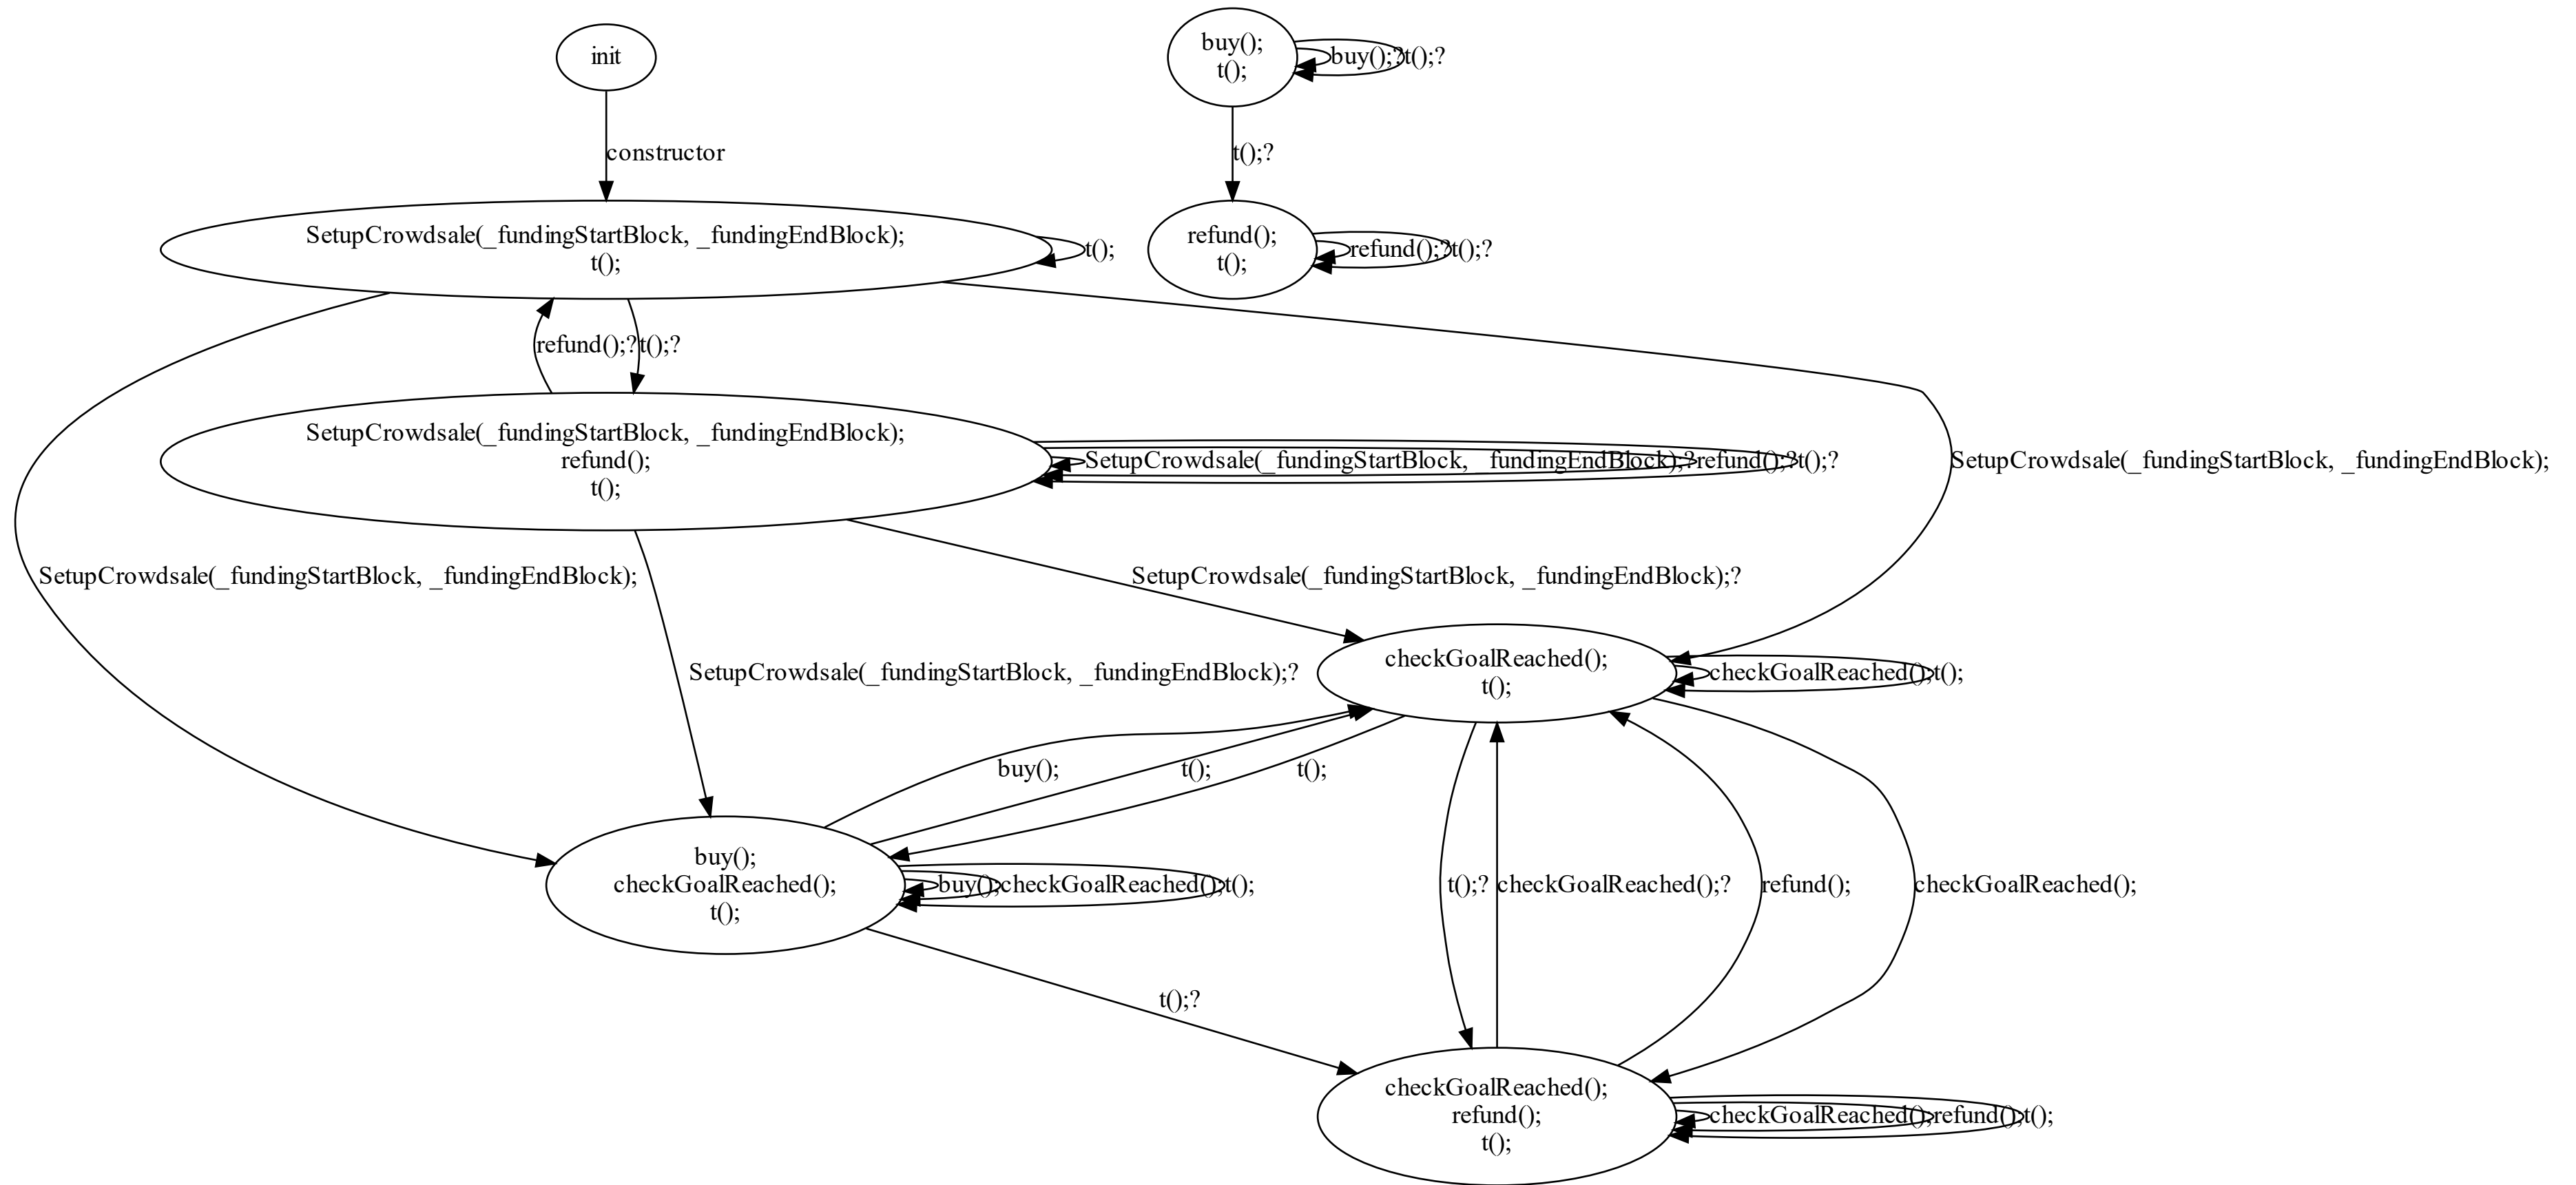 init
buy();
t();
buy();?
t();?
constructor
t();?
SetupCrowdsale(_fundingStartBlock, _fundingEndBlock);
t();
t();
refund();
t();
refund();?
t();?
refund();?
t();?
SetupCrowdsale(_fundingStartBlock, _fundingEndBlock);
refund();
t();
SetupCrowdsale(_fundingStartBlock, _fundingEndBlock);?
refund();?
t();?
SetupCrowdsale(_fundingStartBlock, _fundingEndBlock);
SetupCrowdsale(_fundingStartBlock, _fundingEndBlock);
SetupCrowdsale(_fundingStartBlock, _fundingEndBlock);?
SetupCrowdsale(_fundingStartBlock, _fundingEndBlock);?
checkGoalReached();
t();
checkGoalReached();
t();
buy();
t();
t();
buy();
checkGoalReached();
t();
buy();
checkGoalReached();
t();
t();?
checkGoalReached();?
refund();
checkGoalReached();
t();?
checkGoalReached();
refund();
t();
checkGoalReached();
refund();
t();